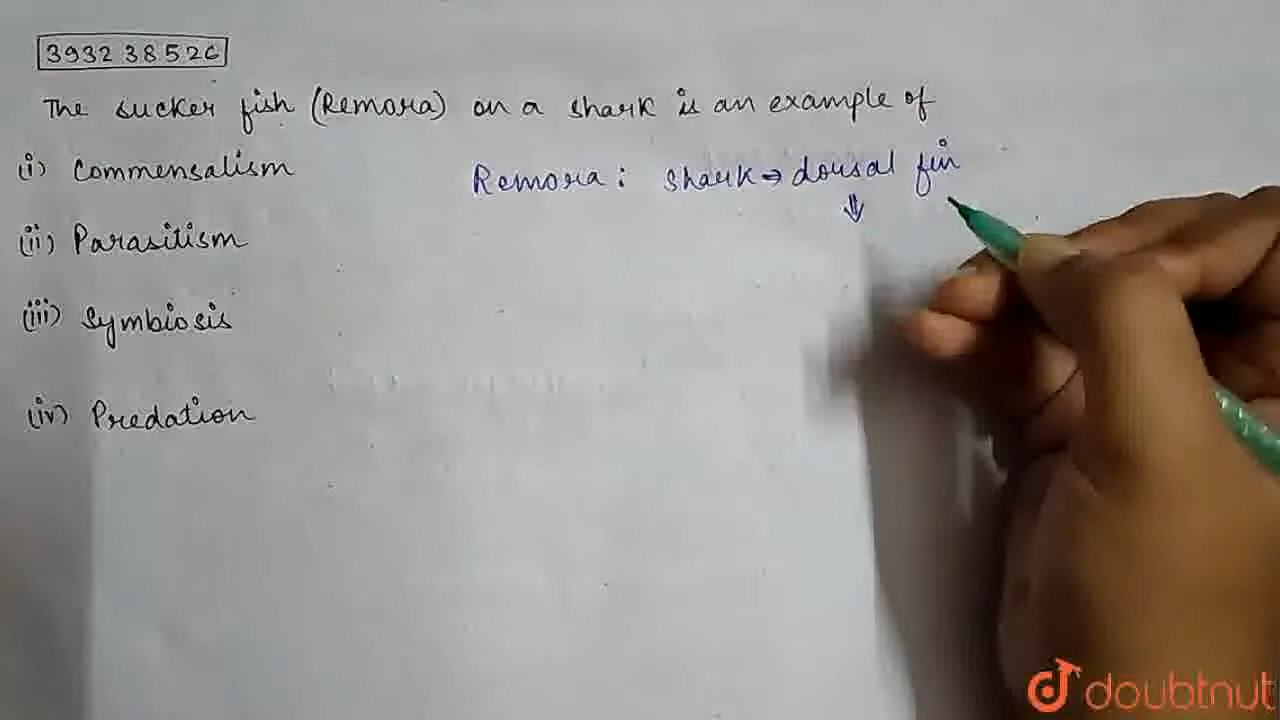 3932 38526
The sucker fish (Remora) on a shark is an example of
(i) Commensalism
Remora: Shark → dorsal fin
⇓
(ii) Parasitism
(iii) Symbiosis
(iv) Predation
doubtnut